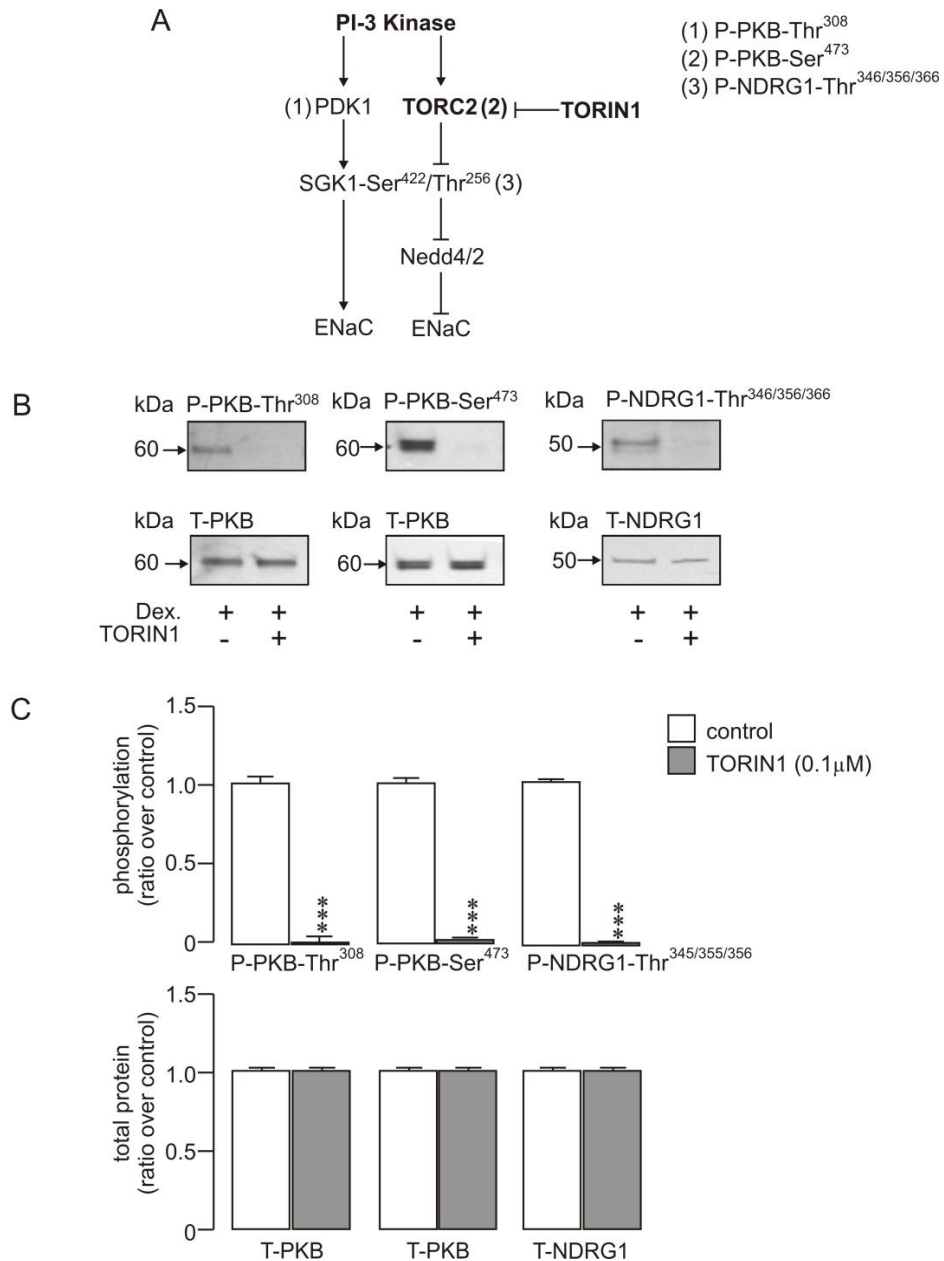 A
PI-3 Kinase
(1) P-PKB-Thr308
(2) P-PKB-Ser473
(3) P-NDRG1-Thr346/356/366
(1) PDK1 TORC2 (2) TORIN1
SGK1-Ser422/Thr256 (3)
Nedd4/2
ENaC ENaC
B
kDa P-PKB-Thr308 kDa P-PKB-Ser473 kDa P-NDRG1-Thr346/356/366
60 60 50
kDa T-PKB kDa T-PKB kDa T-NDRG1
60 60 50
Dex. + + + + + +
TORIN1 - + - + - +
C
phosphorylation
(ratio over control)
1.5
1.0
0.5
0
control
TORIN1 (0.1μM)
*** *** ***
P-PKB-Thr308 P-PKB-Ser473 P-NDRG1-Thr345/355/356
total protein
(ratio over control)
1.5
1.0
0.5
0
T-PKB T-PKB T-NDRG1